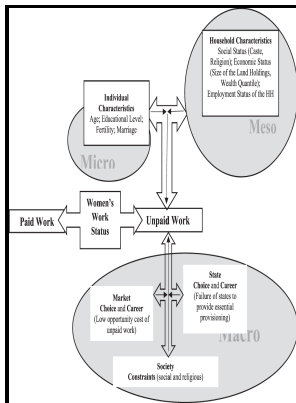 Household Characteristics
Social Status (Caste,
Religion); Economic Status
(Size of the Land Holdings,
Wealth Quantile);
Employment Status of the HH
Meso
Individual
Characteristics
Age; Educational Level;
Fertility; Marriage
Micro
Women's
Work
Status
Paid Work
Unpaid Work
Market
Choice and Career
(Low opportunity cost of
unpaid work)
State
Choice and Career
(Failure of states to
provide essential
provisioning)
Macro
Society
Constraints (social and religious)